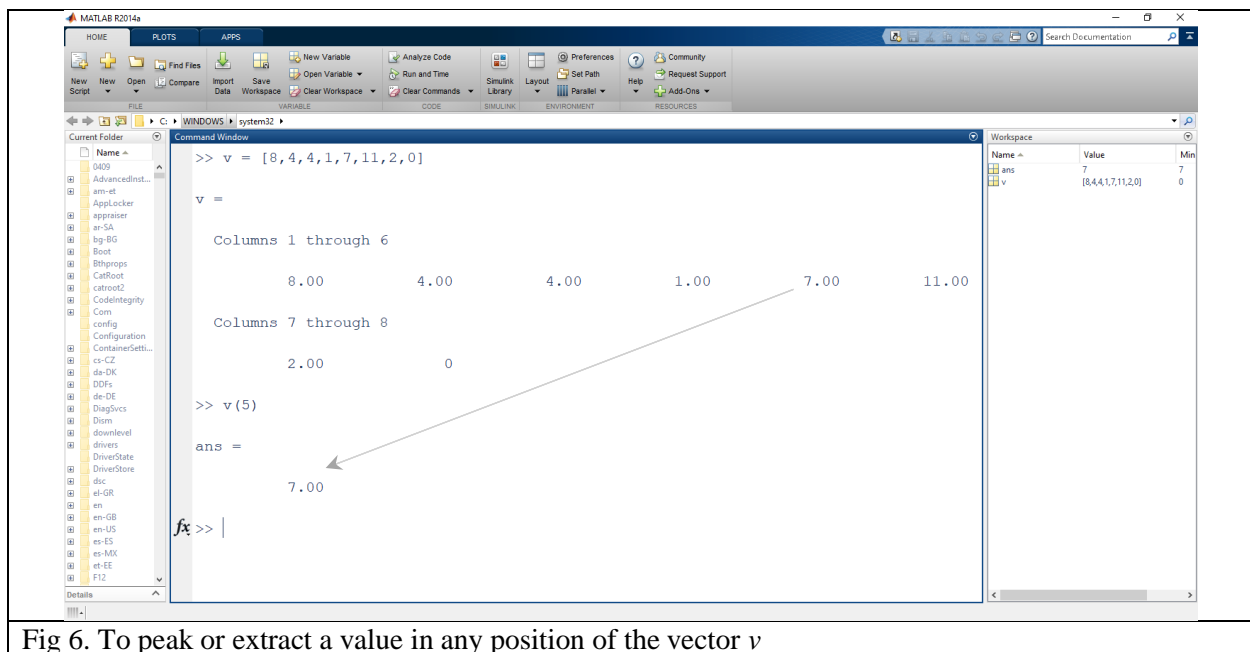 MATLAB R2014a
HOME PLOTS APPS
Search Documentation
New Script
New
Open
Find Files
Compare
Import Data
Save Workspace
New Variable
Open Variable
Clear Workspace
Analyze Code
Run and Time
Clear Commands
Simulink Library
Layout
Preferences
Set Path
Parallel
Help
Community
Request Support
Add-Ons
FILE VARIABLE CODE SIMULINK ENVIRONMENT RESOURCES
C: WINDOWS system32
Current Folder
Name
0409
AdvancedInst...
am-et
AppLocker
appraiser
ar-SA
bg-BG
Boot
Bthprops
CatRoot
catroot2
CodeIntegrity
Com
config
Configuration
ContainerSetti...
cs-CZ
da-DK
DDFs
de-DE
DiagSvcs
Dism
downlevel
drivers
DriverState
DriverStore
dsc
el-GR
en
en-GB
en-US
es-ES
es-MX
et-EE
F12
Details
Command Window
>> v = [8,4,4,1,7,11,2,0]
v =
Columns 1 through 6
8.00 4.00 4.00 1.00 7.00 11.00
Columns 7 through 8
2.00 0
>> v(5)
ans =
7.00
fx >>
Workspace
Name Value Min
ans 7 7
v [8,4,4,1,7,11,2,0] 0
Fig 6. To peak or extract a value in any position of the vector v